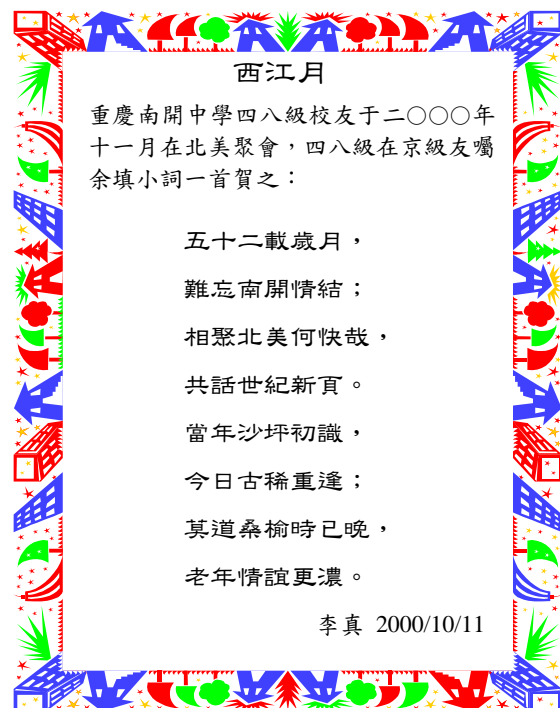 西江月
重慶南開中學四八級校友于二○○○年
十一月在北美聚會，四八級在京級友囑
余填小詞一首賀之：
五十二載歲月，
難忘南開情結；
相聚北美何快哉，
共話世紀新頁。
當年沙坪初識，
今日古稀重逢；
莫道桑榆時已晚，
老年情誼更濃。
李真 2000/10/11